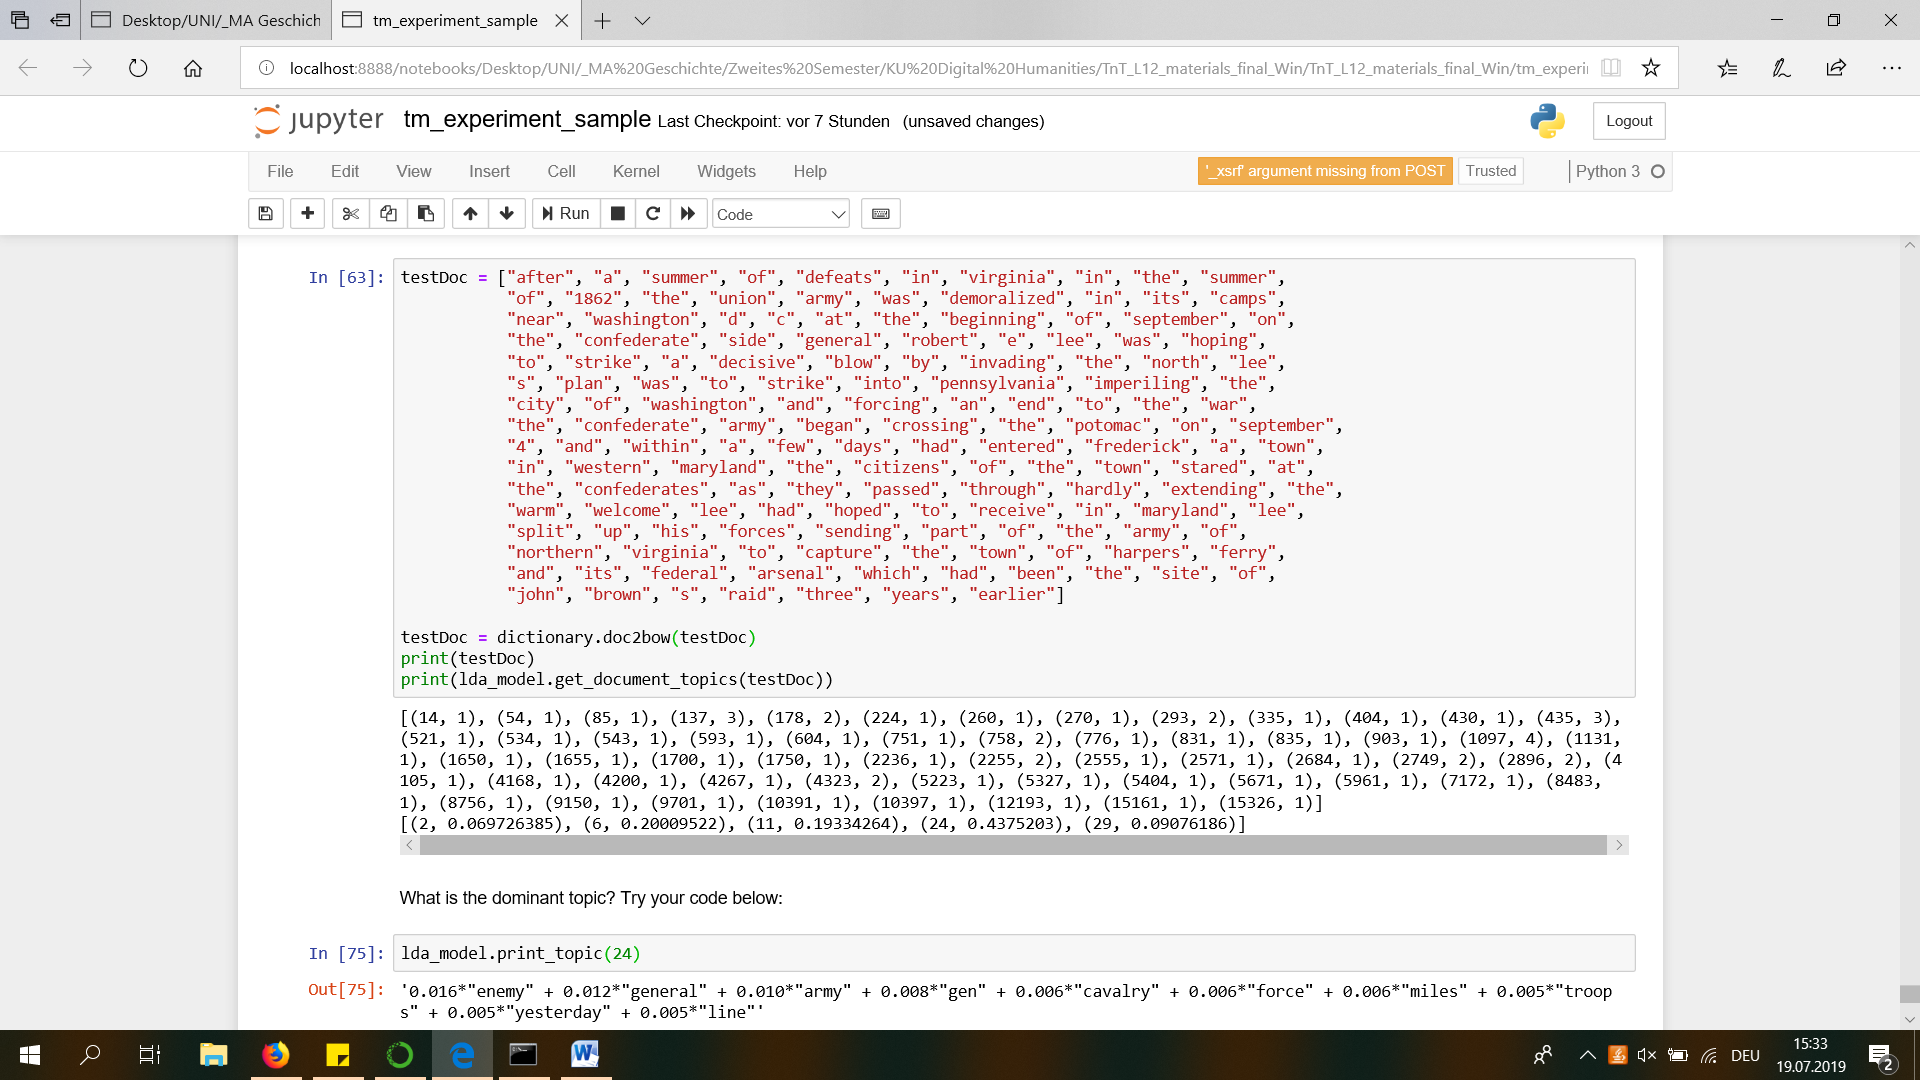 Desktop/UNI/_MA Geschich
tm_experiment_sample
localhost:8888/notebooks/Desktop/UNI/_MA%20Geschichte/Zweites%20Semester/KU%20Digital%20Humanities/TnT_L12_materials_final_Win/TnT_L12_materials_final_Win/tm_experi
jupyter tm_experiment_sample Last Checkpoint: vor 7 Stunden (unsaved changes)
Logout
File Edit View Insert Cell Kernel Widgets Help
'_xsrf' argument missing from POST Trusted Python 3
Run Code
In [63]: testDoc = ["after", "a", "summer", "of", "defeats", "in", "virginia", "in", "the", "summer",
"of", "1862", "the", "union", "army", "was", "demoralized", "in", "its", "camps",
"near", "washington", "d", "c", "at", "the", "beginning", "of", "september", "on",
"the", "confederate", "side", "general", "robert", "e", "lee", "was", "hoping",
"to", "strike", "a", "decisive", "blow", "by", "invading", "the", "north", "lee",
"s", "plan", "was", "to", "strike", "into", "pennsylvania", "imperiling", "the",
"city", "of", "washington", "and", "forcing", "an", "end", "to", "the", "war",
"the", "confederate", "army", "began", "crossing", "the", "potomac", "on", "september",
"4", "and", "within", "a", "few", "days", "had", "entered", "frederick", "a", "town",
"in", "western", "maryland", "the", "citizens", "of", "the", "town", "stared", "at",
"the", "confederates", "as", "they", "passed", "through", "hardly", "extending", "the",
"warm", "welcome", "lee", "had", "hoped", "to", "receive", "in", "maryland", "lee",
"split", "up", "his", "forces", "sending", "part", "of", "the", "army", "of",
"northern", "virginia", "to", "capture", "the", "town", "of", "harpers", "ferry",
"and", "its", "federal", "arsenal", "which", "had", "been", "the", "site", "of",
"john", "brown", "s", "raid", "three", "years", "earlier"]
testDoc = dictionary.doc2bow(testDoc)
print(testDoc)
print(lda_model.get_document_topics(testDoc))
[(14, 1), (54, 1), (85, 1), (137, 3), (178, 2), (224, 1), (260, 1), (270, 1), (293, 2), (335, 1), (404, 1), (430, 1), (435, 3),
(521, 1), (534, 1), (543, 1), (593, 1), (604, 1), (751, 1), (758, 2), (776, 1), (831, 1), (835, 1), (903, 1), (1097, 4), (1131,
1), (1650, 1), (1655, 1), (1700, 1), (1750, 1), (2236, 1), (2255, 2), (2555, 1), (2571, 1), (2684, 1), (2749, 2), (2896, 2), (4
105, 1), (4168, 1), (4200, 1), (4267, 1), (4323, 2), (5223, 1), (5327, 1), (5404, 1), (5671, 1), (5961, 1), (7172, 1), (8483,
1), (8756, 1), (9150, 1), (9701, 1), (10391, 1), (10397, 1), (12193, 1), (15161, 1), (15326, 1)]
[(2, 0.069726385), (6, 0.20009522), (11, 0.19334264), (24, 0.4375203), (29, 0.09076186)]
What is the dominant topic? Try your code below:
In [75]: lda_model.print_topic(24)
Out[75]: '0.016*"enemy" + 0.012*"general" + 0.010*"army" + 0.008*"gen" + 0.006*"cavalry" + 0.006*"force" + 0.006*"miles" + 0.005*"troop
s" + 0.005*"yesterday" + 0.005*"line"'
DEU
15:33
19.07.2019
2